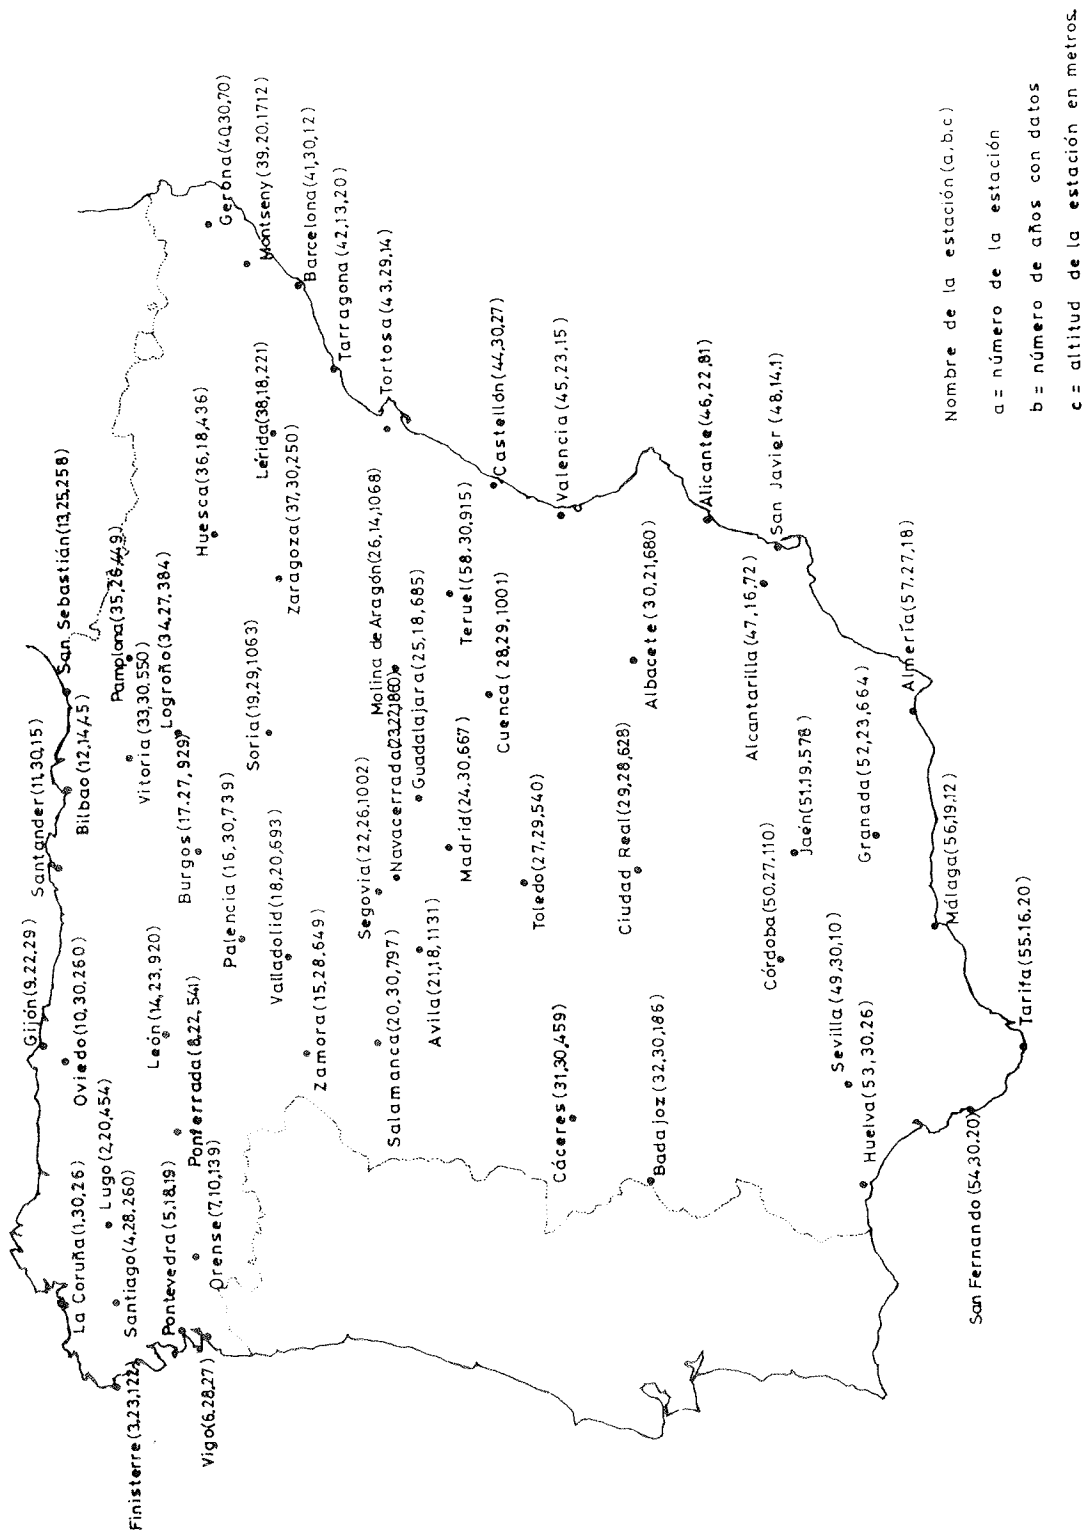 Finisterre (3,23,122)
La Coruña (1,30,26)
Lugo (2,20,454)
Santiago (4,28,260)
Pontevedra (5,18,19)
Vigo (6,28,27)
Orense (7,10,139)
Ponferrada (8,22,541)
Gijón (9,22,29)
Oviedo (10,30,260)
León (14,23,920)
Santander (11,30,15)
Bilbao (12,14,45)
San Sebastián (13,25,258)
Pamplona (35,26,449)
Vitoria (33,30,550)
Logroño (34,27,384)
Burgos (17,27,929)
Palencia (16,30,739)
Soria (19,29,1063)
Valladolid (18,20,693)
Zamora (15,28,649)
Huesca (36,18,436)
Lérida (38,18,221)
Zaragoza (37,30,250)
Gerona (40,30,70)
Montseny (39,20,1712)
Barcelona (41,30,12)
Tarragona (42,13,20)
Tortosa (43,29,14)
Segovia (22,26,1002)
Molina de Aragón (26,14,1068)
Navacerrada (23,22,1860)
Guadalajara (25,18,685)
Salamanca (20,30,797)
Avila (21,18,1131)
Madrid (24,30,667)
Teruel (58,30,915)
Cuenca (28,29,1001)
Castellón (44,30,27)
Toledo (27,29,540)
Valencia (45,23,15)
Cáceres (31,30,459)
Ciudad Real (29,28,628)
Albacete (30,21,680)
Badajoz (32,30,186)
Alicante (46,22,81)
Alcantarilla (47,16,72)
San Javier (48,14,1)
Córdoba (50,27,110)
Jaén (51,19,578)
Sevilla (49,30,10)
Huelva (53,30,26)
Granada (52,23,664)
Almería (57,27,18)
Málaga (56,19,12)
San Fernando (54,30,20)
Tarifa (55,16,20)
Nombre de la estación (a,b,c)
a = número de la estación
b = número de años con datos
c = altitud de la estación en metros.